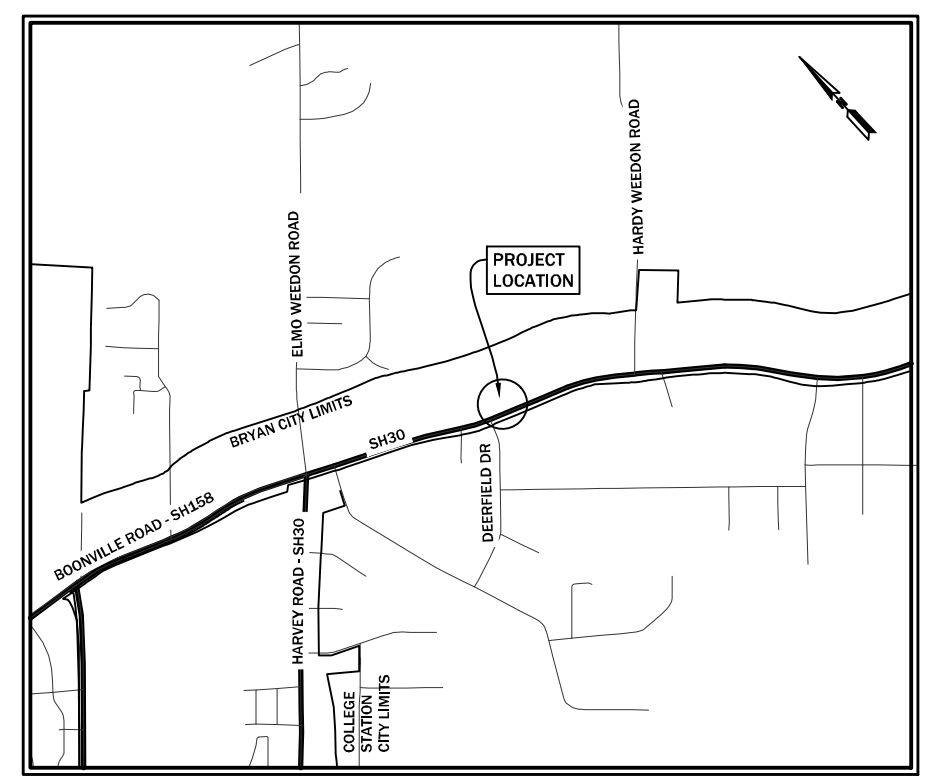 HARDY WEEDON ROAD
ELMO WEEDON ROAD
PROJECT
LOCATION
BRYAN CITY LIMITS
SH30
DEERFIELD DR
BOONVILLE ROAD - SH158
HARVEY ROAD - SH30
COLLEGE
STATION
CITY LIMITS